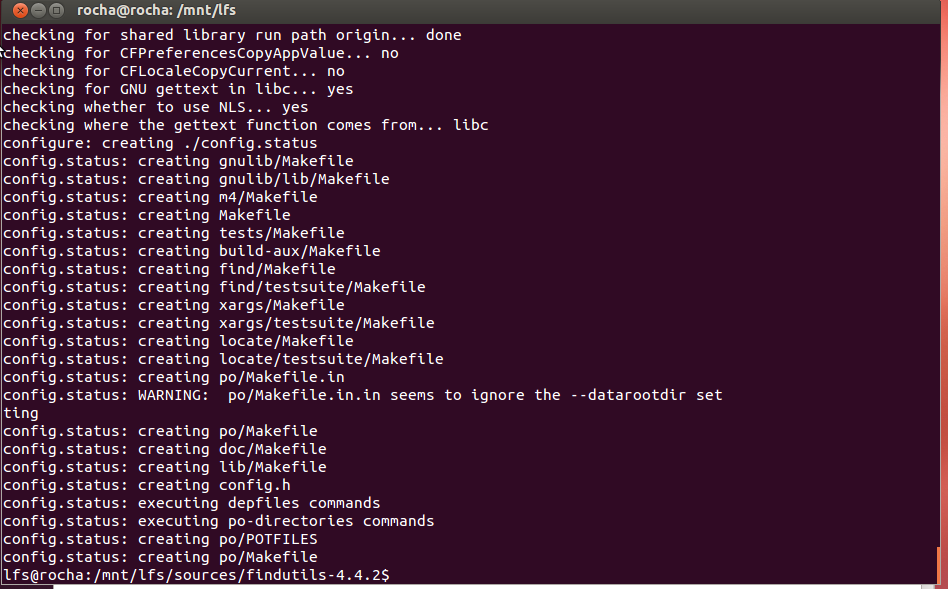 rocha@rocha: /mnt/lfs
checking for shared library run path origin... done
checking for CFPreferencesCopyAppValue... no
checking for CFLocaleCopyCurrent... no
checking for GNU gettext in libc... yes
checking whether to use NLS... yes
checking where the gettext function comes from... libc
configure: creating ./config.status
config.status: creating gnulib/Makefile
config.status: creating gnulib/lib/Makefile
config.status: creating m4/Makefile
config.status: creating Makefile
config.status: creating tests/Makefile
config.status: creating build-aux/Makefile
config.status: creating find/Makefile
config.status: creating find/testsuite/Makefile
config.status: creating xargs/Makefile
config.status: creating xargs/testsuite/Makefile
config.status: creating locate/Makefile
config.status: creating locate/testsuite/Makefile
config.status: creating po/Makefile.in
config.status: WARNING:  po/Makefile.in.in seems to ignore the --datarootdir set
ting
config.status: creating po/Makefile
config.status: creating doc/Makefile
config.status: creating lib/Makefile
config.status: creating config.h
config.status: executing depfiles commands
config.status: executing po-directories commands
config.status: creating po/POTFILES
config.status: creating po/Makefile
lfs@rocha:/mnt/lfs/sources/findutils-4.4.2$